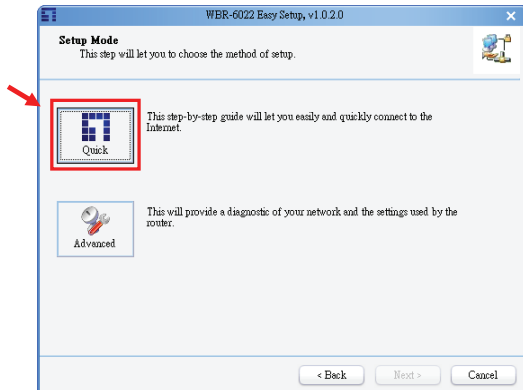 WBR-6022 Easy Setup, v1.0.2.0
Setup Mode
This step will let you to choose the method of setup.
Quick
This step-by-step guide will let you easily and quickly connect to the
Internet.
Advanced
This will provide a diagnostic of your network and the settings used by the
router.
< Back
Next >
Cancel